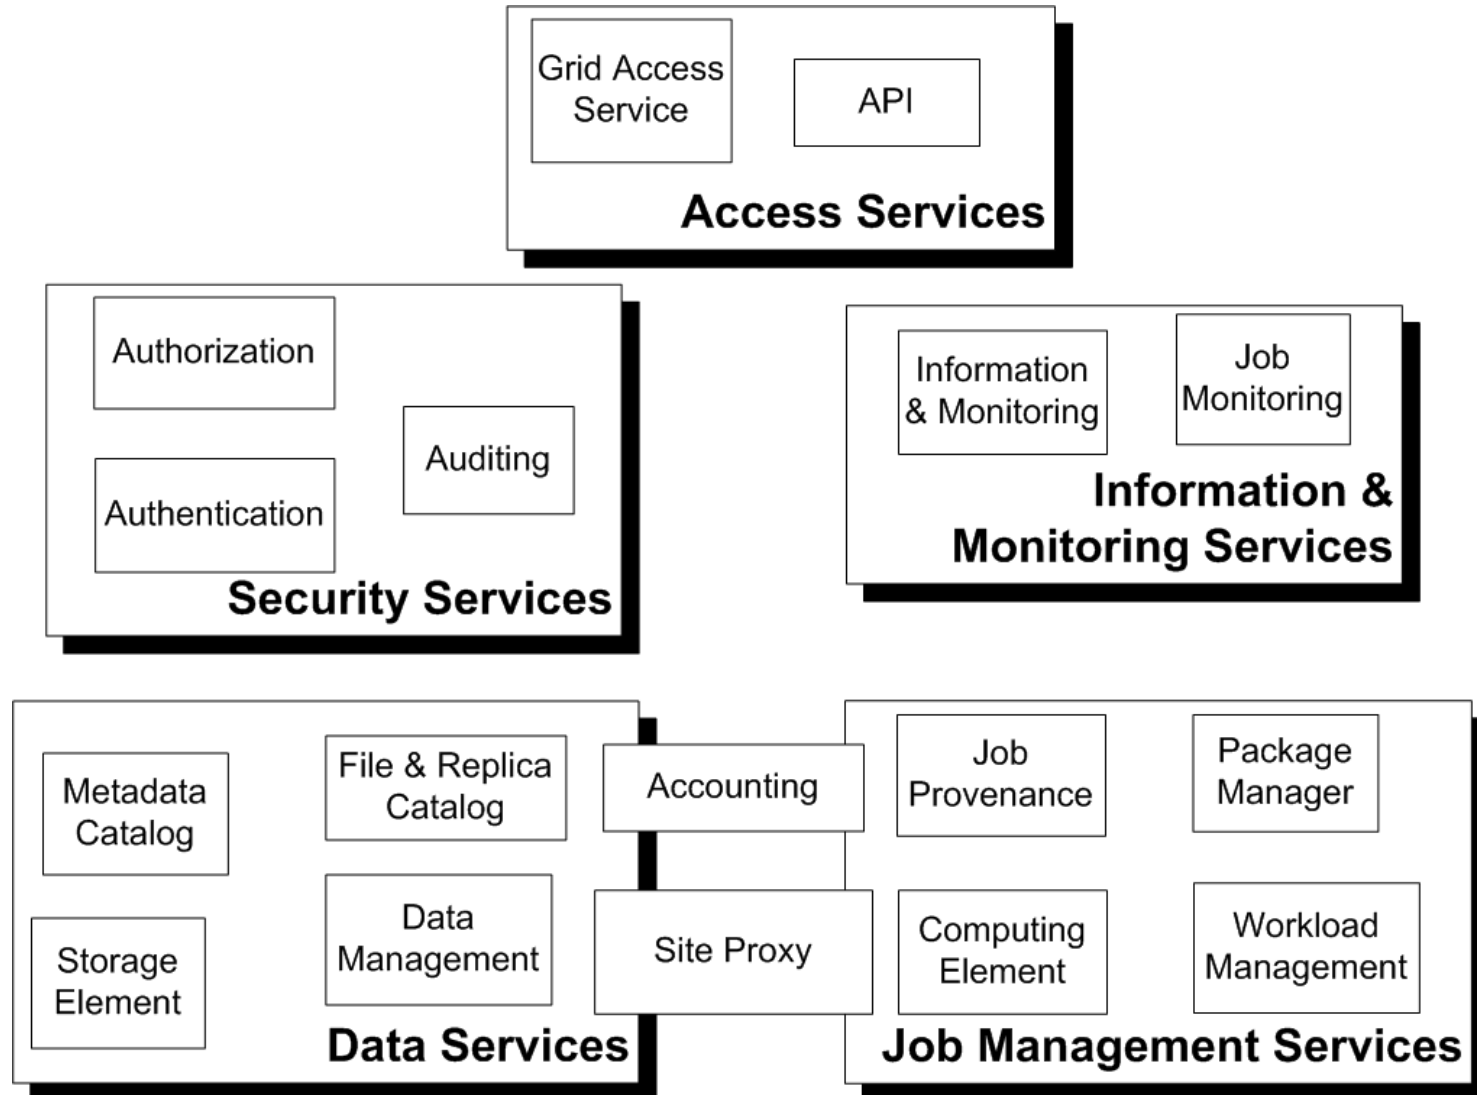 Grid Access
Service
API
Access Services
Authorization
Auditing
Authentication
Security Services
Information
& Monitoring
Job
Monitoring
Information &
Monitoring Services
Metadata
Catalog
File & Replica
Catalog
Storage
Element
Data
Management
Data Services
Accounting
Site Proxy
Job
Provenance
Package
Manager
Computing
Element
Workload
Management
Job Management Services